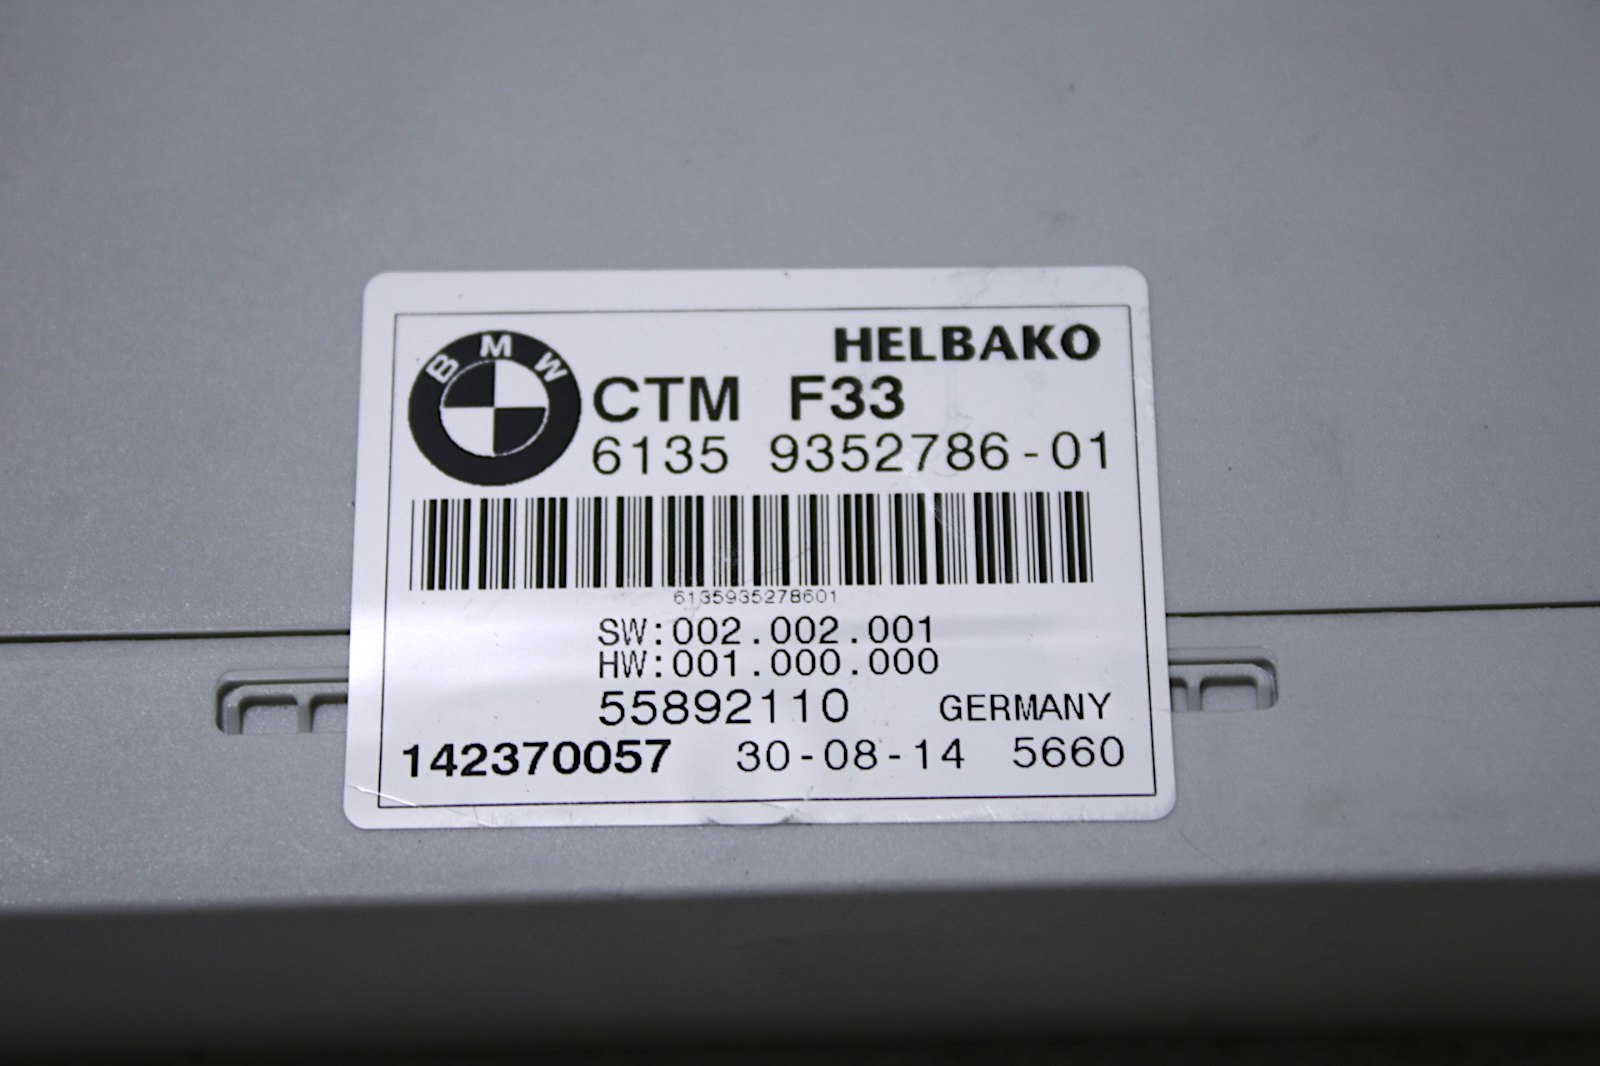 HELBAKO
BMW
CTM F33
6135 9352786-01
6135935278601
SW:002.002.001
HW:001.000.000
55892110 GERMANY
142370057 30-08-14 5660